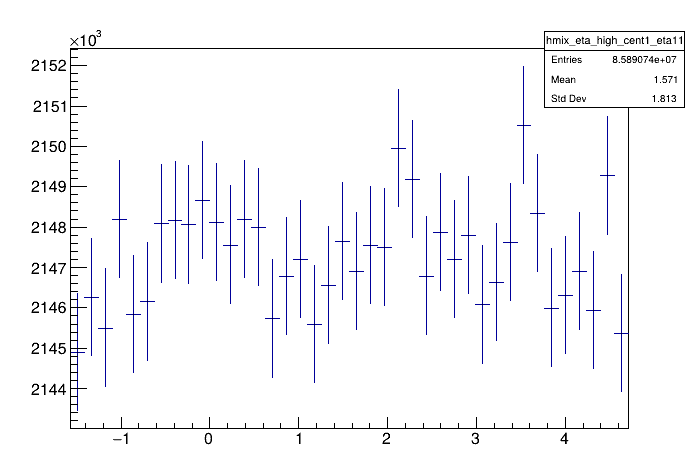 ×10³
hmix_eta_high_cent1_eta11
Entries 8.589074e+07
Mean 1.571
Std Dev 1.813
2152
2151
2150
2149
2148
2147
2146
2145
2144
−1 0 1 2 3 4